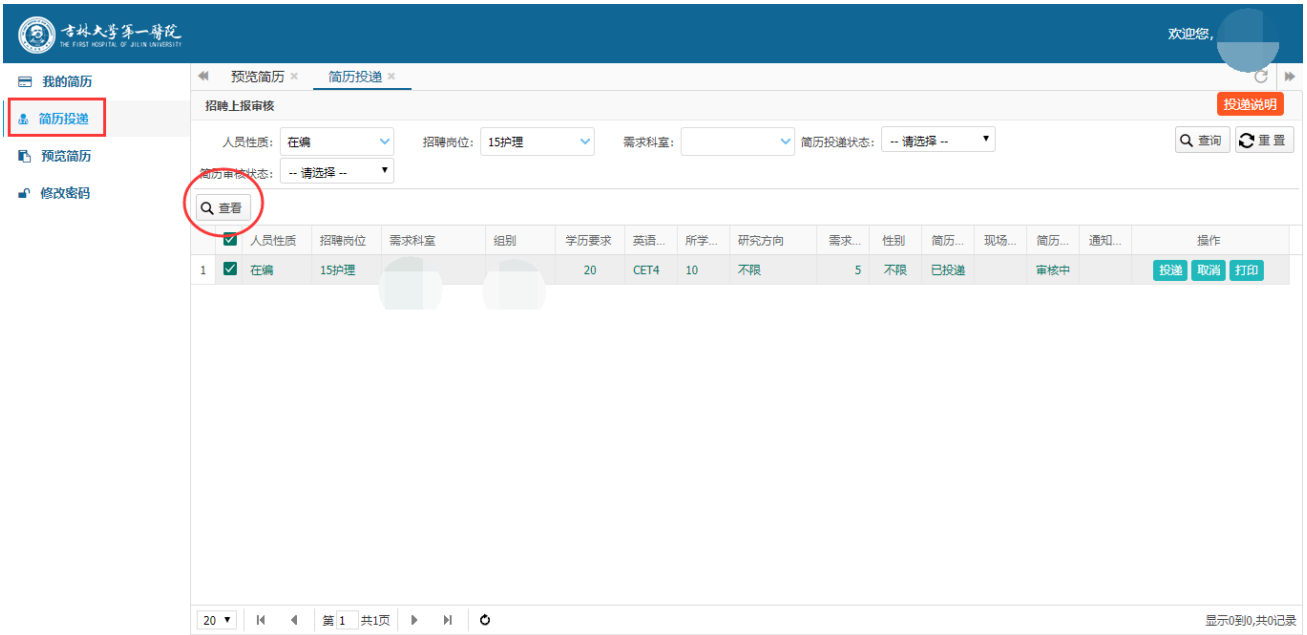 吉林大学第一医院
THE FIRST HOSPITAL OF JILIN UNIVERSITY
欢迎您,
我的简历
简历投递
预览简历
修改密码
预览简历 × 简历投递 ×
招聘上报审核 投递说明
人员性质: 在编 招聘岗位: 15护理 需求科室: 简历投递状态: -- 请选择 -- 查询 重置
简历审核状态: -- 请选择 --
查看
人员性质 招聘岗位 需求科室 组别 学历要求 英语... 所学... 研究方向 需求... 性别 简历... 现场... 简历... 通知... 操作
1 在编 15护理 20 CET4 10 不限 5 不限 已投递 审核中 投递 取消 打印
20 第 1 共1页 显示0到0,共0记录